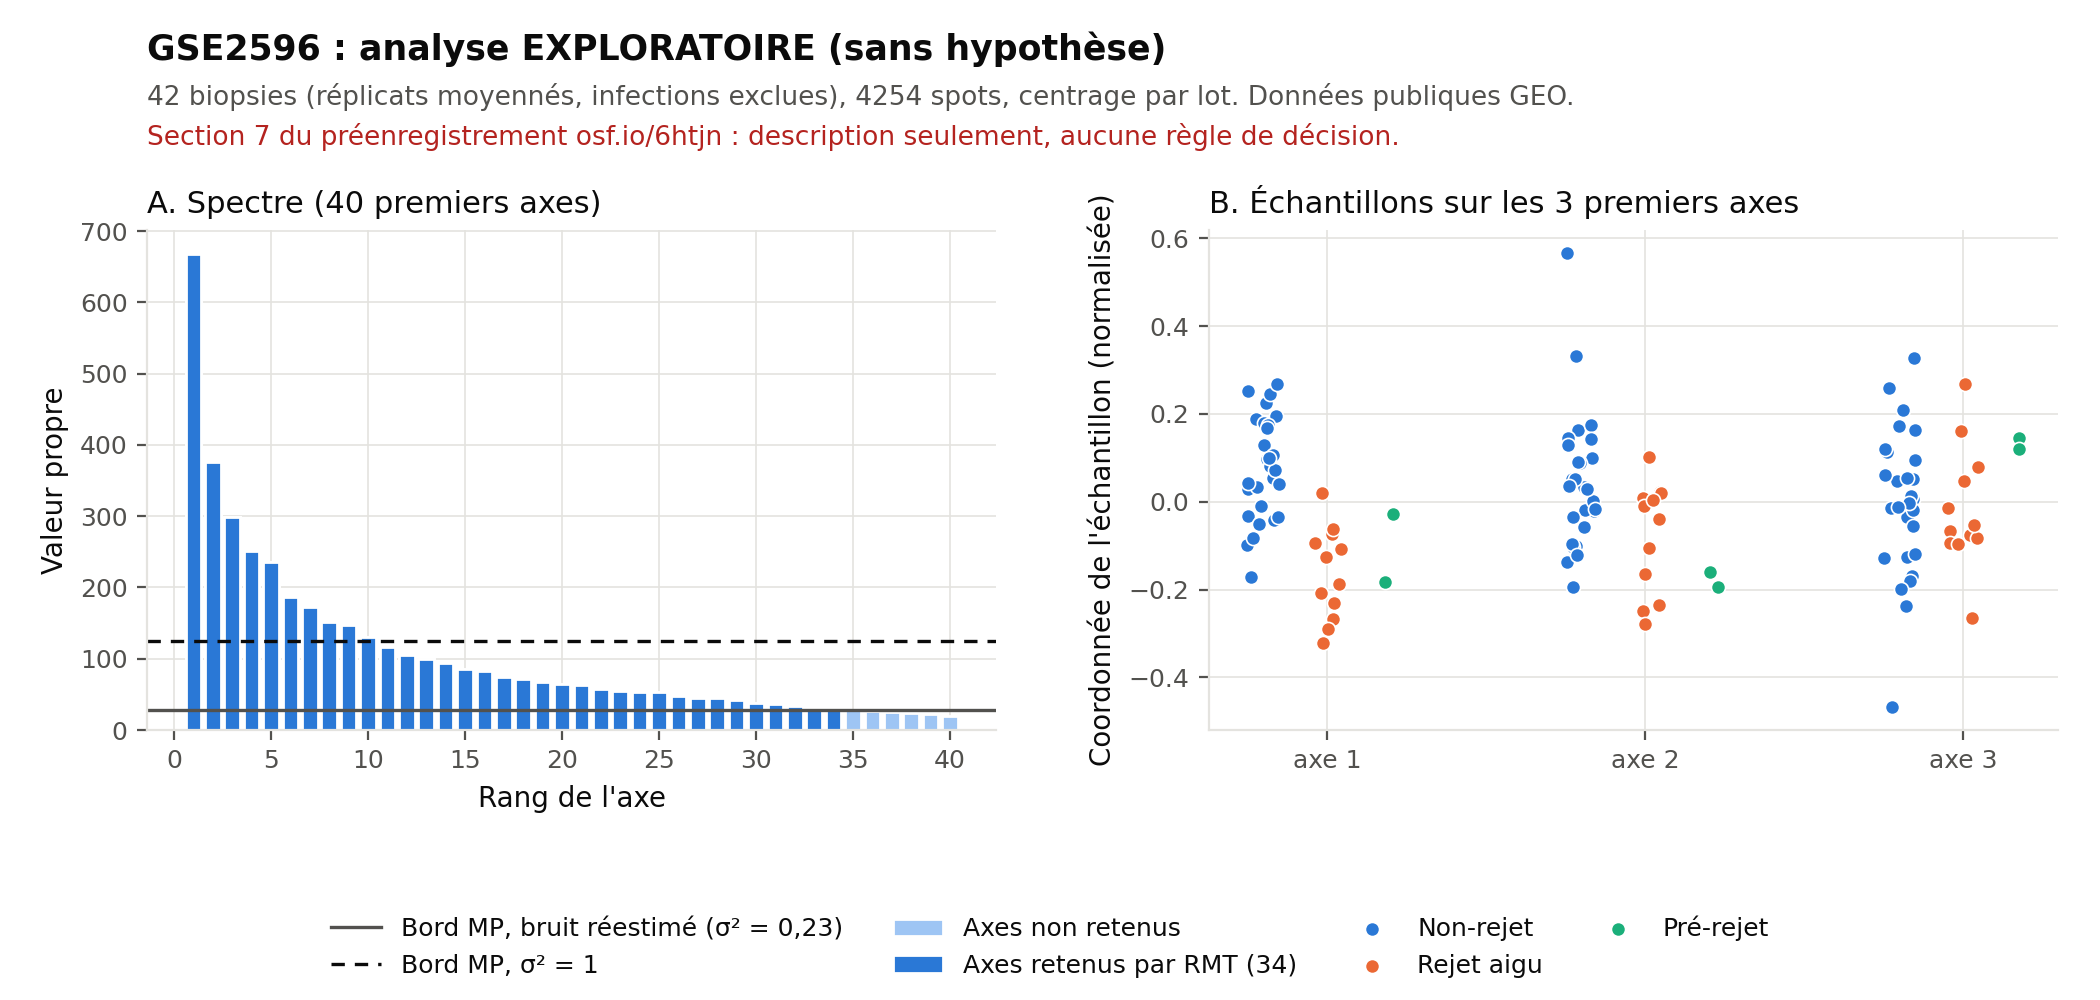 GSE2596 : analyse EXPLORATOIRE (sans hypothèse)
42 biopsies (réplicats moyennés, infections exclues), 4254 spots, centrage par lot. Données publiques GEO.
Section 7 du préenregistrement osf.io/6htjn : description seulement, aucune règle de décision.
A. Spectre (40 premiers axes)
700
600
500
400
300
200
100
0
Valeur propre
0 5 10 15 20 25 30 35 40
Rang de l'axe
B. Échantillons sur les 3 premiers axes
0.6
0.4
0.2
0.0
−0.2
−0.4
Coordonnée de l'échantillon (normalisée)
axe 1 axe 2 axe 3
Bord MP, bruit réestimé (σ² = 0,23)
Bord MP, σ² = 1
Axes non retenus
Axes retenus par RMT (34)
Non-rejet
Rejet aigu
Pré-rejet